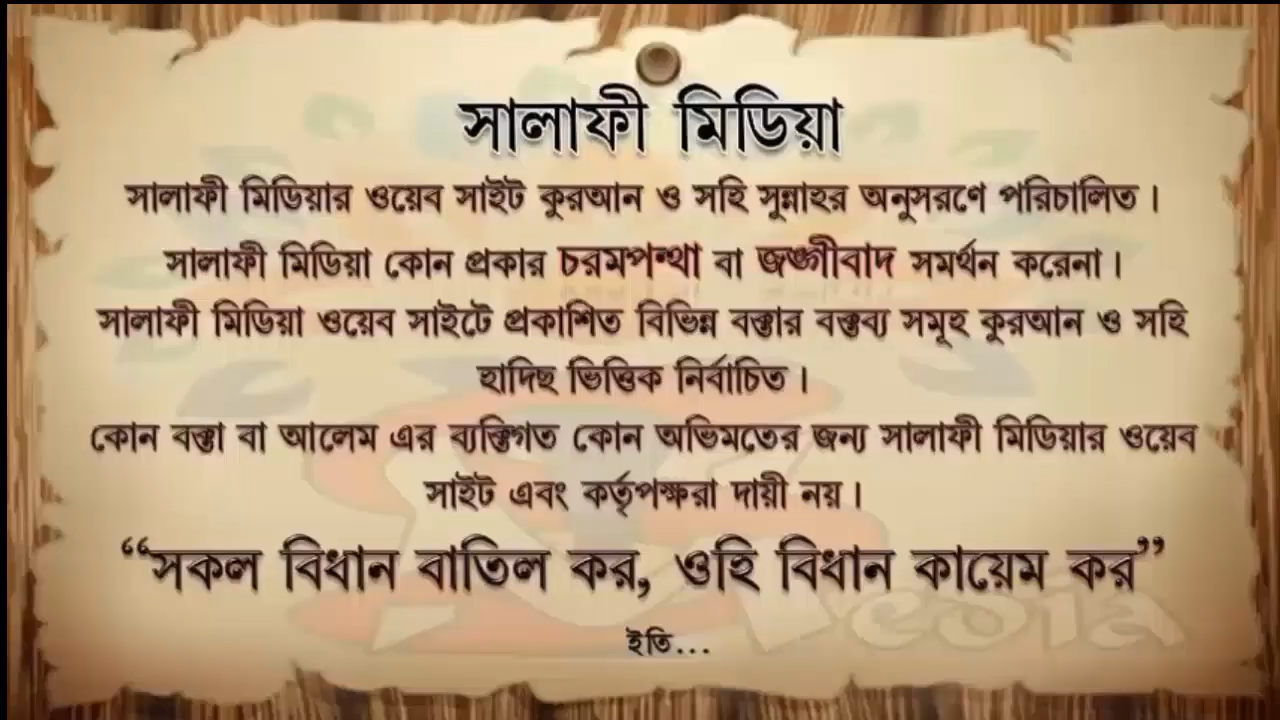 সালাফী মিডিয়া
সালাফী মিডিয়ার ওয়েব সাইট কুরআন ও সহি সুন্নাহর অনুসরণে পরিচালিত।
সালাফী মিডিয়া কোন প্রকার চরমপন্থা বা জঙ্গীবাদ সমর্থন করেনা।
সালাফী মিডিয়া ওয়েব সাইটে প্রকাশিত বিভিন্ন বক্তার বক্তব্য সমূহ কুরআন ও সহি
হাদিছ ভিত্তিক নির্বাচিত।
কোন বক্তা বা আলেম এর ব্যক্তিগত কোন অভিমতের জন্য সালাফী মিডিয়ার ওয়েব
সাইট এবং কর্তৃপক্ষরা দায়ী নয়।
“সকল বিধান বাতিল কর, ওহি বিধান কায়েম কর”
ইতি...